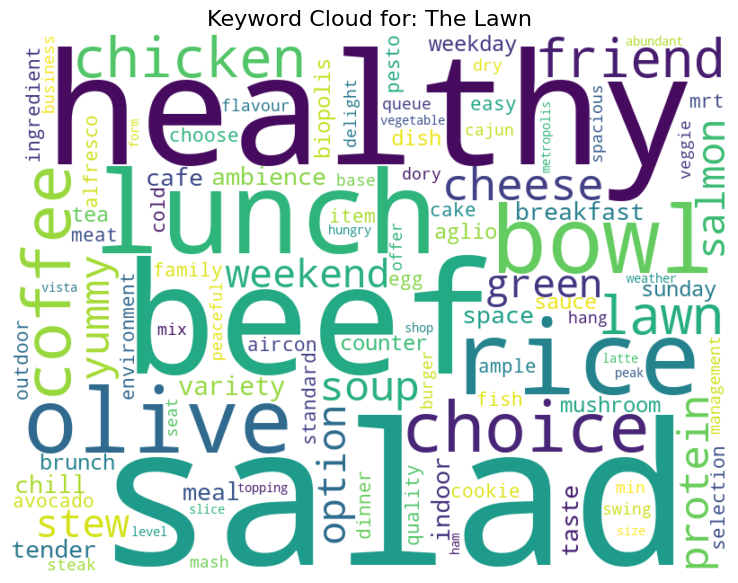 Keyword Cloud for: The Lawn
healthy
chicken
friend
weekday
abundant
business
ingredient
pesto
dry
queue
easy
mrt
flavour
vegetable
form
choose
biopolis
delight
dish
cajun
metropolis
spacious
veggie
alfresco
lunch
cafe
ambience
base
dory
cheese
salmon
coffee
tea
cold
item
cake
breakfast
bowl
meat
hungry
aglio
offer
yummy
family
weekend
egg
green
weather
sunday
vista
beef
sauce
lawn
outdoor
environment
mix
peaceful
aircon
counter
shop
space
hang
rice
ample
latte
peak
management
variety
soup
burger
fish
mushroom
olive
seat
standards
option
choice
protein
brunch
chill
avocado
meal
topping
dinner
quality
indoor
cookie
taste
min
swing
size
selection
salad
stew
level
slice
tender
steak
mash
ham